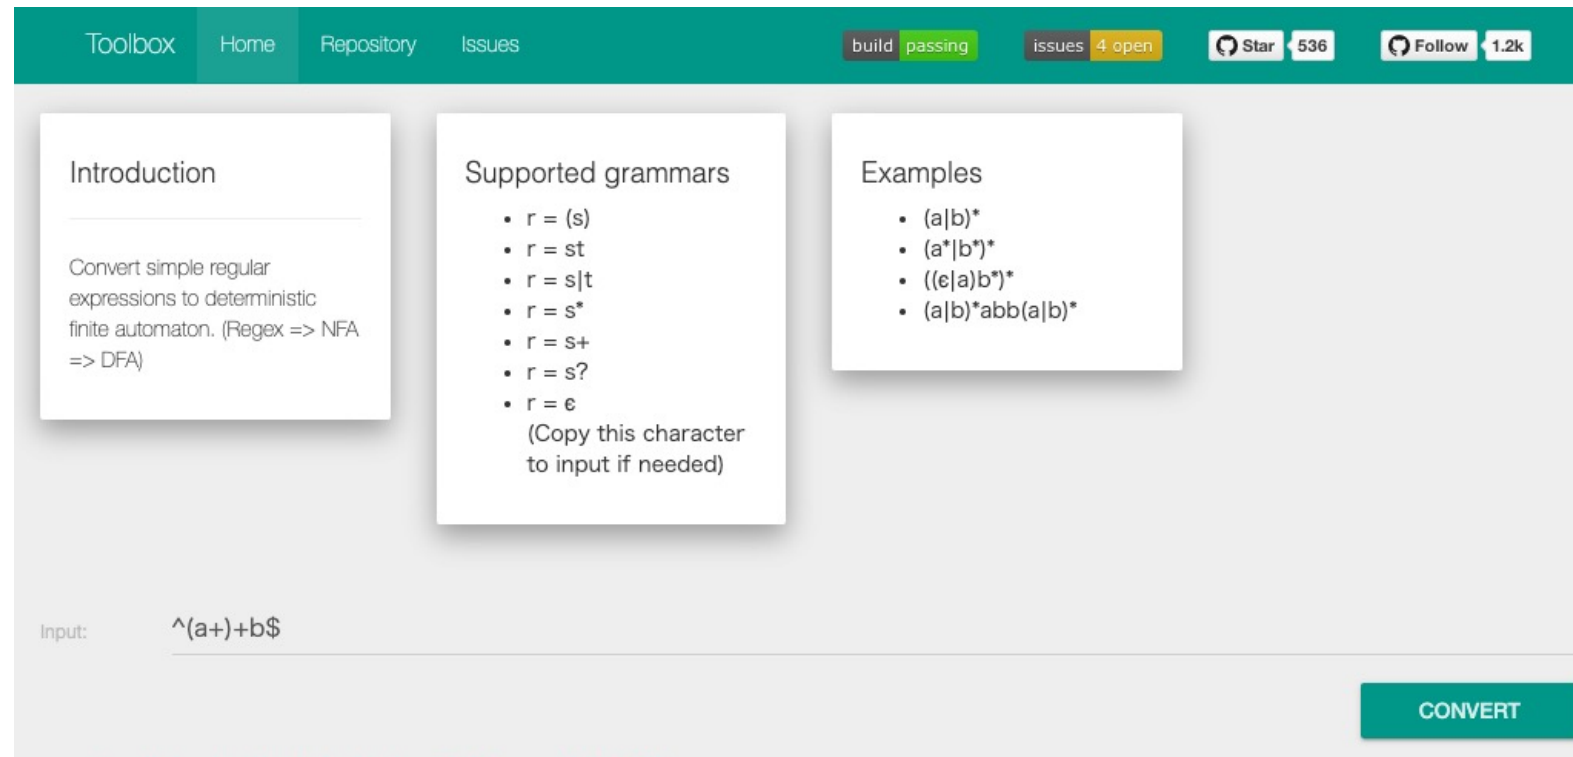 Toolbox Home Repository Issues build passing issues 4 open Star 536 Follow 1.2k
Introduction
Convert simple regular
expressions to deterministic
finite automaton. (Regex => NFA
=> DFA)
Supported grammars
• r = (s)
• r = st
• r = s|t
• r = s*
• r = s+
• r = s?
• r = ϵ
(Copy this character
to input if needed)
Examples
• (a|b)*
• (a*|b*)*
• ((ϵ|a)b*)*
• (a|b)*abb(a|b)*
Input: ^(a+)+b$
CONVERT